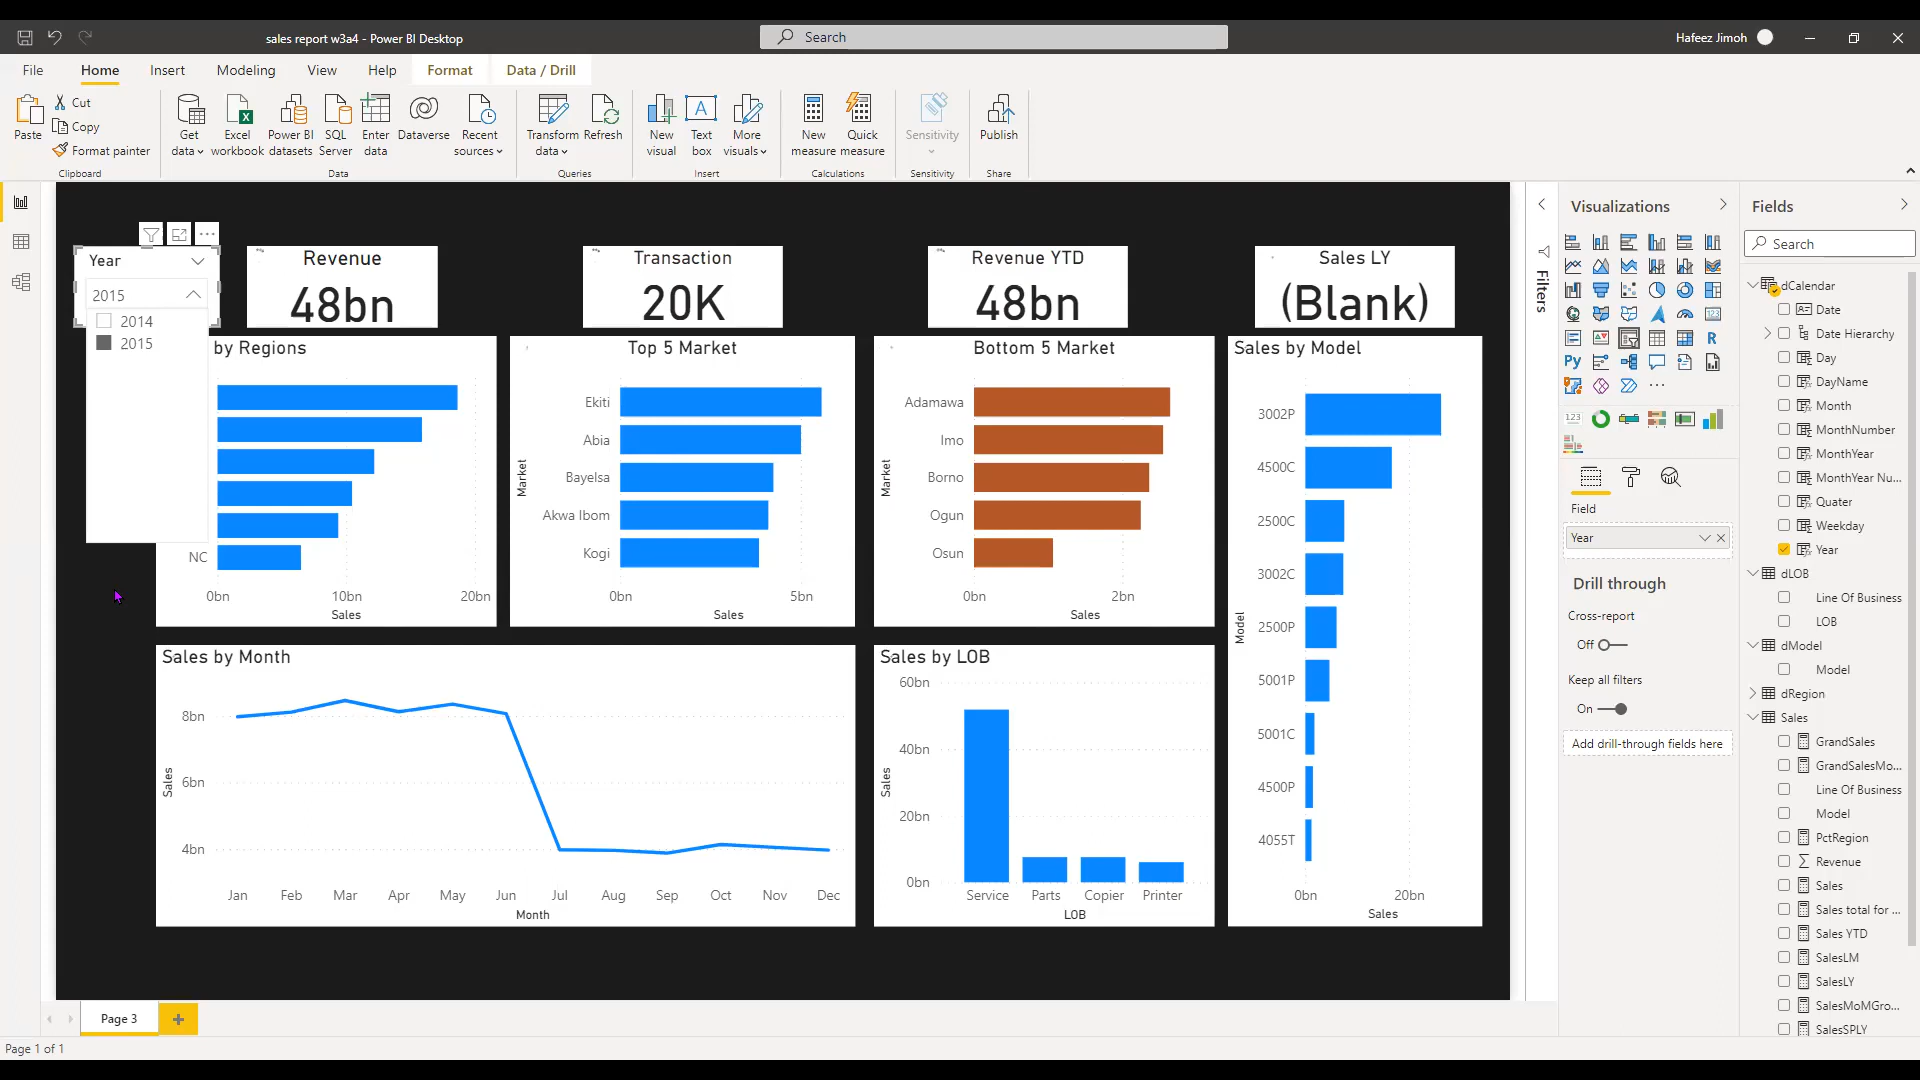 sales report w3a4 - Power BI Desktop
Search
Hafeez Jimoh
File
Home
Insert
Modeling
View
Help
Format
Data / Drill
Paste
Cut
Copy
Format painter
Clipboard
Get data
Excel workbook
Power BI datasets
SQL Server
Enter data
Dataverse
Recent sources
Data
Transform data
Refresh
Queries
New visual
Text box
More visuals
Insert
New measure
Quick measure
Calculations
Sensitivity
Sensitivity
Publish
Share
Year
2015
2014
2015
Revenue
48bn
Transaction
20K
Revenue YTD
48bn
Sales LY
(Blank)
by Regions
NC
0bn
10bn
20bn
Sales
Top 5 Market
Market
Ekiti
Abia
Bayelsa
Akwa Ibom
Kogi
0bn
5bn
Sales
Bottom 5 Market
Market
Adamawa
Imo
Borno
Ogun
Osun
0bn
2bn
Sales
Sales by Model
Model
3002P
4500C
2500C
3002C
2500P
5001P
5001C
4500P
4055T
0bn
20bn
Sales
Sales by Month
Sales
8bn
6bn
4bn
Jan
Feb
Mar
Apr
May
Jun
Jul
Aug
Sep
Oct
Nov
Dec
Month
Sales by LOB
Sales
60bn
40bn
20bn
0bn
Service
Parts
Copier
Printer
LOB
Filters
Visualizations
R
Py
123
123
Field
Year
Drill through
Cross-report
Off
Keep all filters
On
Add drill-through fields here
Fields
Search
dCalendar
Date
Date Hierarchy
Day
DayName
Month
MonthNumber
MonthYear
MonthYear Nu...
Quater
Weekday
Year
dLOB
Line Of Business
LOB
dModel
Model
dRegion
Sales
GrandSales
GrandSalesMo...
Line Of Business
Model
PctRegion
Revenue
Sales
Sales total for ...
Sales YTD
SalesLM
SalesLY
SalesMoMGro...
SalesSPLY
Page 3
Page 1 of 1